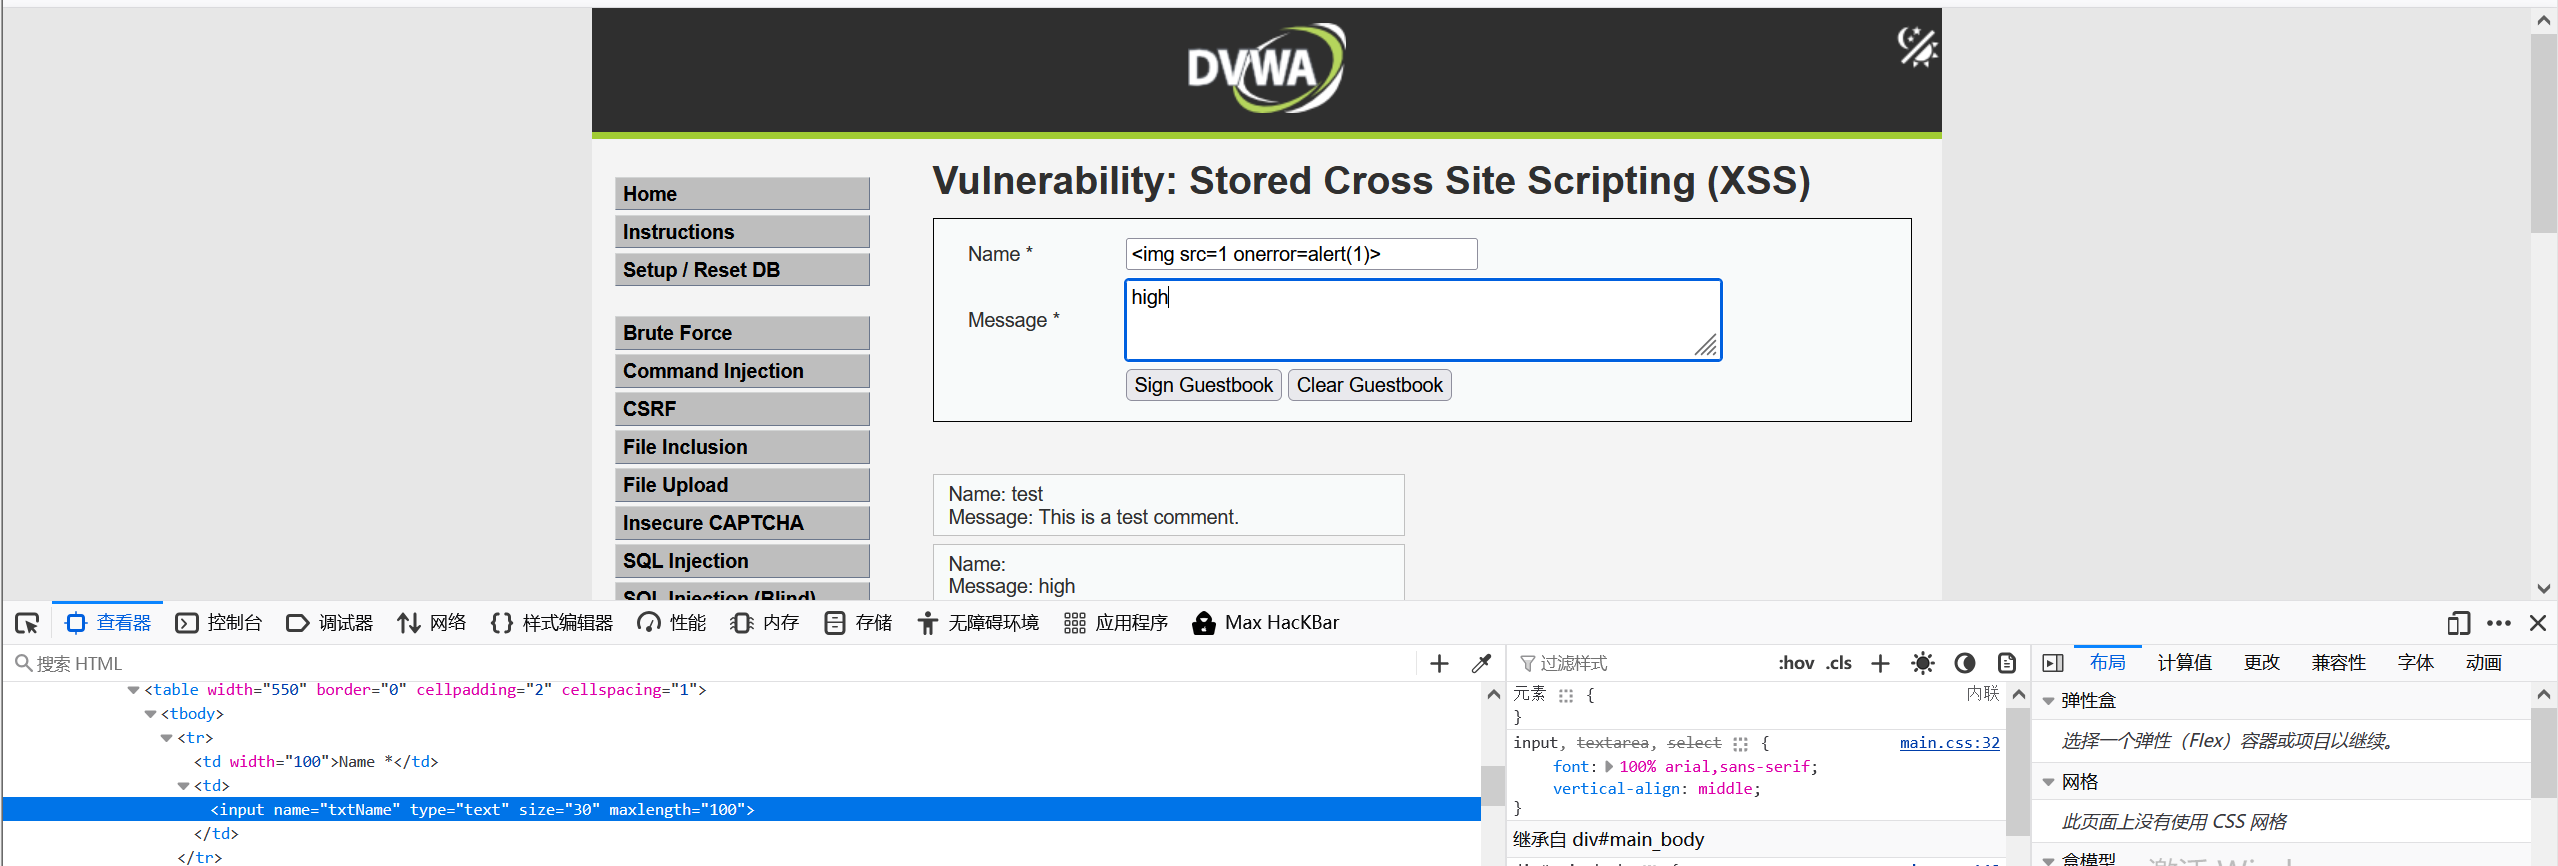 DVWA
Home
Instructions
Setup / Reset DB
Brute Force
Command Injection
CSRF
File Inclusion
File Upload
Insecure CAPTCHA
SQL Injection
SQL Injection (Blind)
Vulnerability: Stored Cross Site Scripting (XSS)
Name *
<img src=1 onerror=alert(1)>
Message *
high
Sign Guestbook Clear Guestbook
Name: test
Message: This is a test comment.
Name:
Message: high
查看器 控制台 调试器 网络 {} 样式编辑器 性能 内存 存储 无障碍环境 应用程序 Max HacKBar
搜索 HTML
<table width="550" border="0" cellpadding="2" cellspacing="1">
<tbody>
<tr>
<td width="100">Name *</td>
<td>
<input name="txtName" type="text" size="30" maxlength="100">
</td>
</tr>
过滤样式 :hov .cls
元素 { 内联
}
input, textarea, select { main.css:32
font: 100% arial,sans-serif;
vertical-align: middle;
}
继承自 div#main_body
布局 计算值 更改 兼容性 字体 动画
弹性盒
选择一个弹性（Flex）容器或项目以继续。
网格
此页面上没有使用 CSS 网格
盒模型